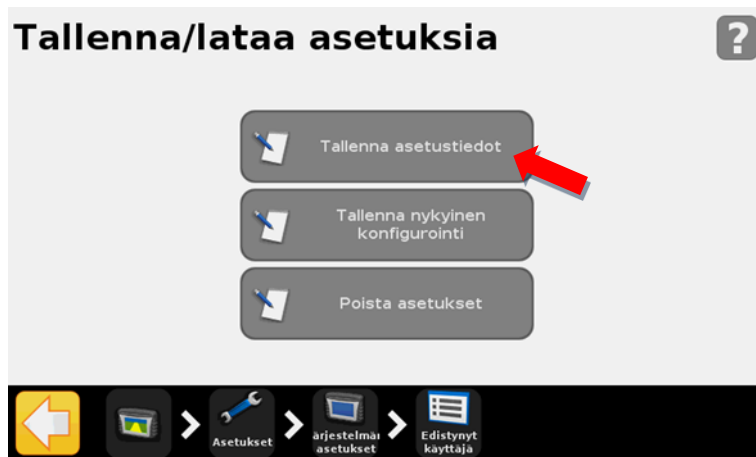 Tallenna/lataa asetuksia
?
Tallenna asetustiedot
Tallenna nykyinen
konfigurointi
Poista asetukset
Asetukset
ärjestelmä
asetukset
Edistynyt
käyttäjä